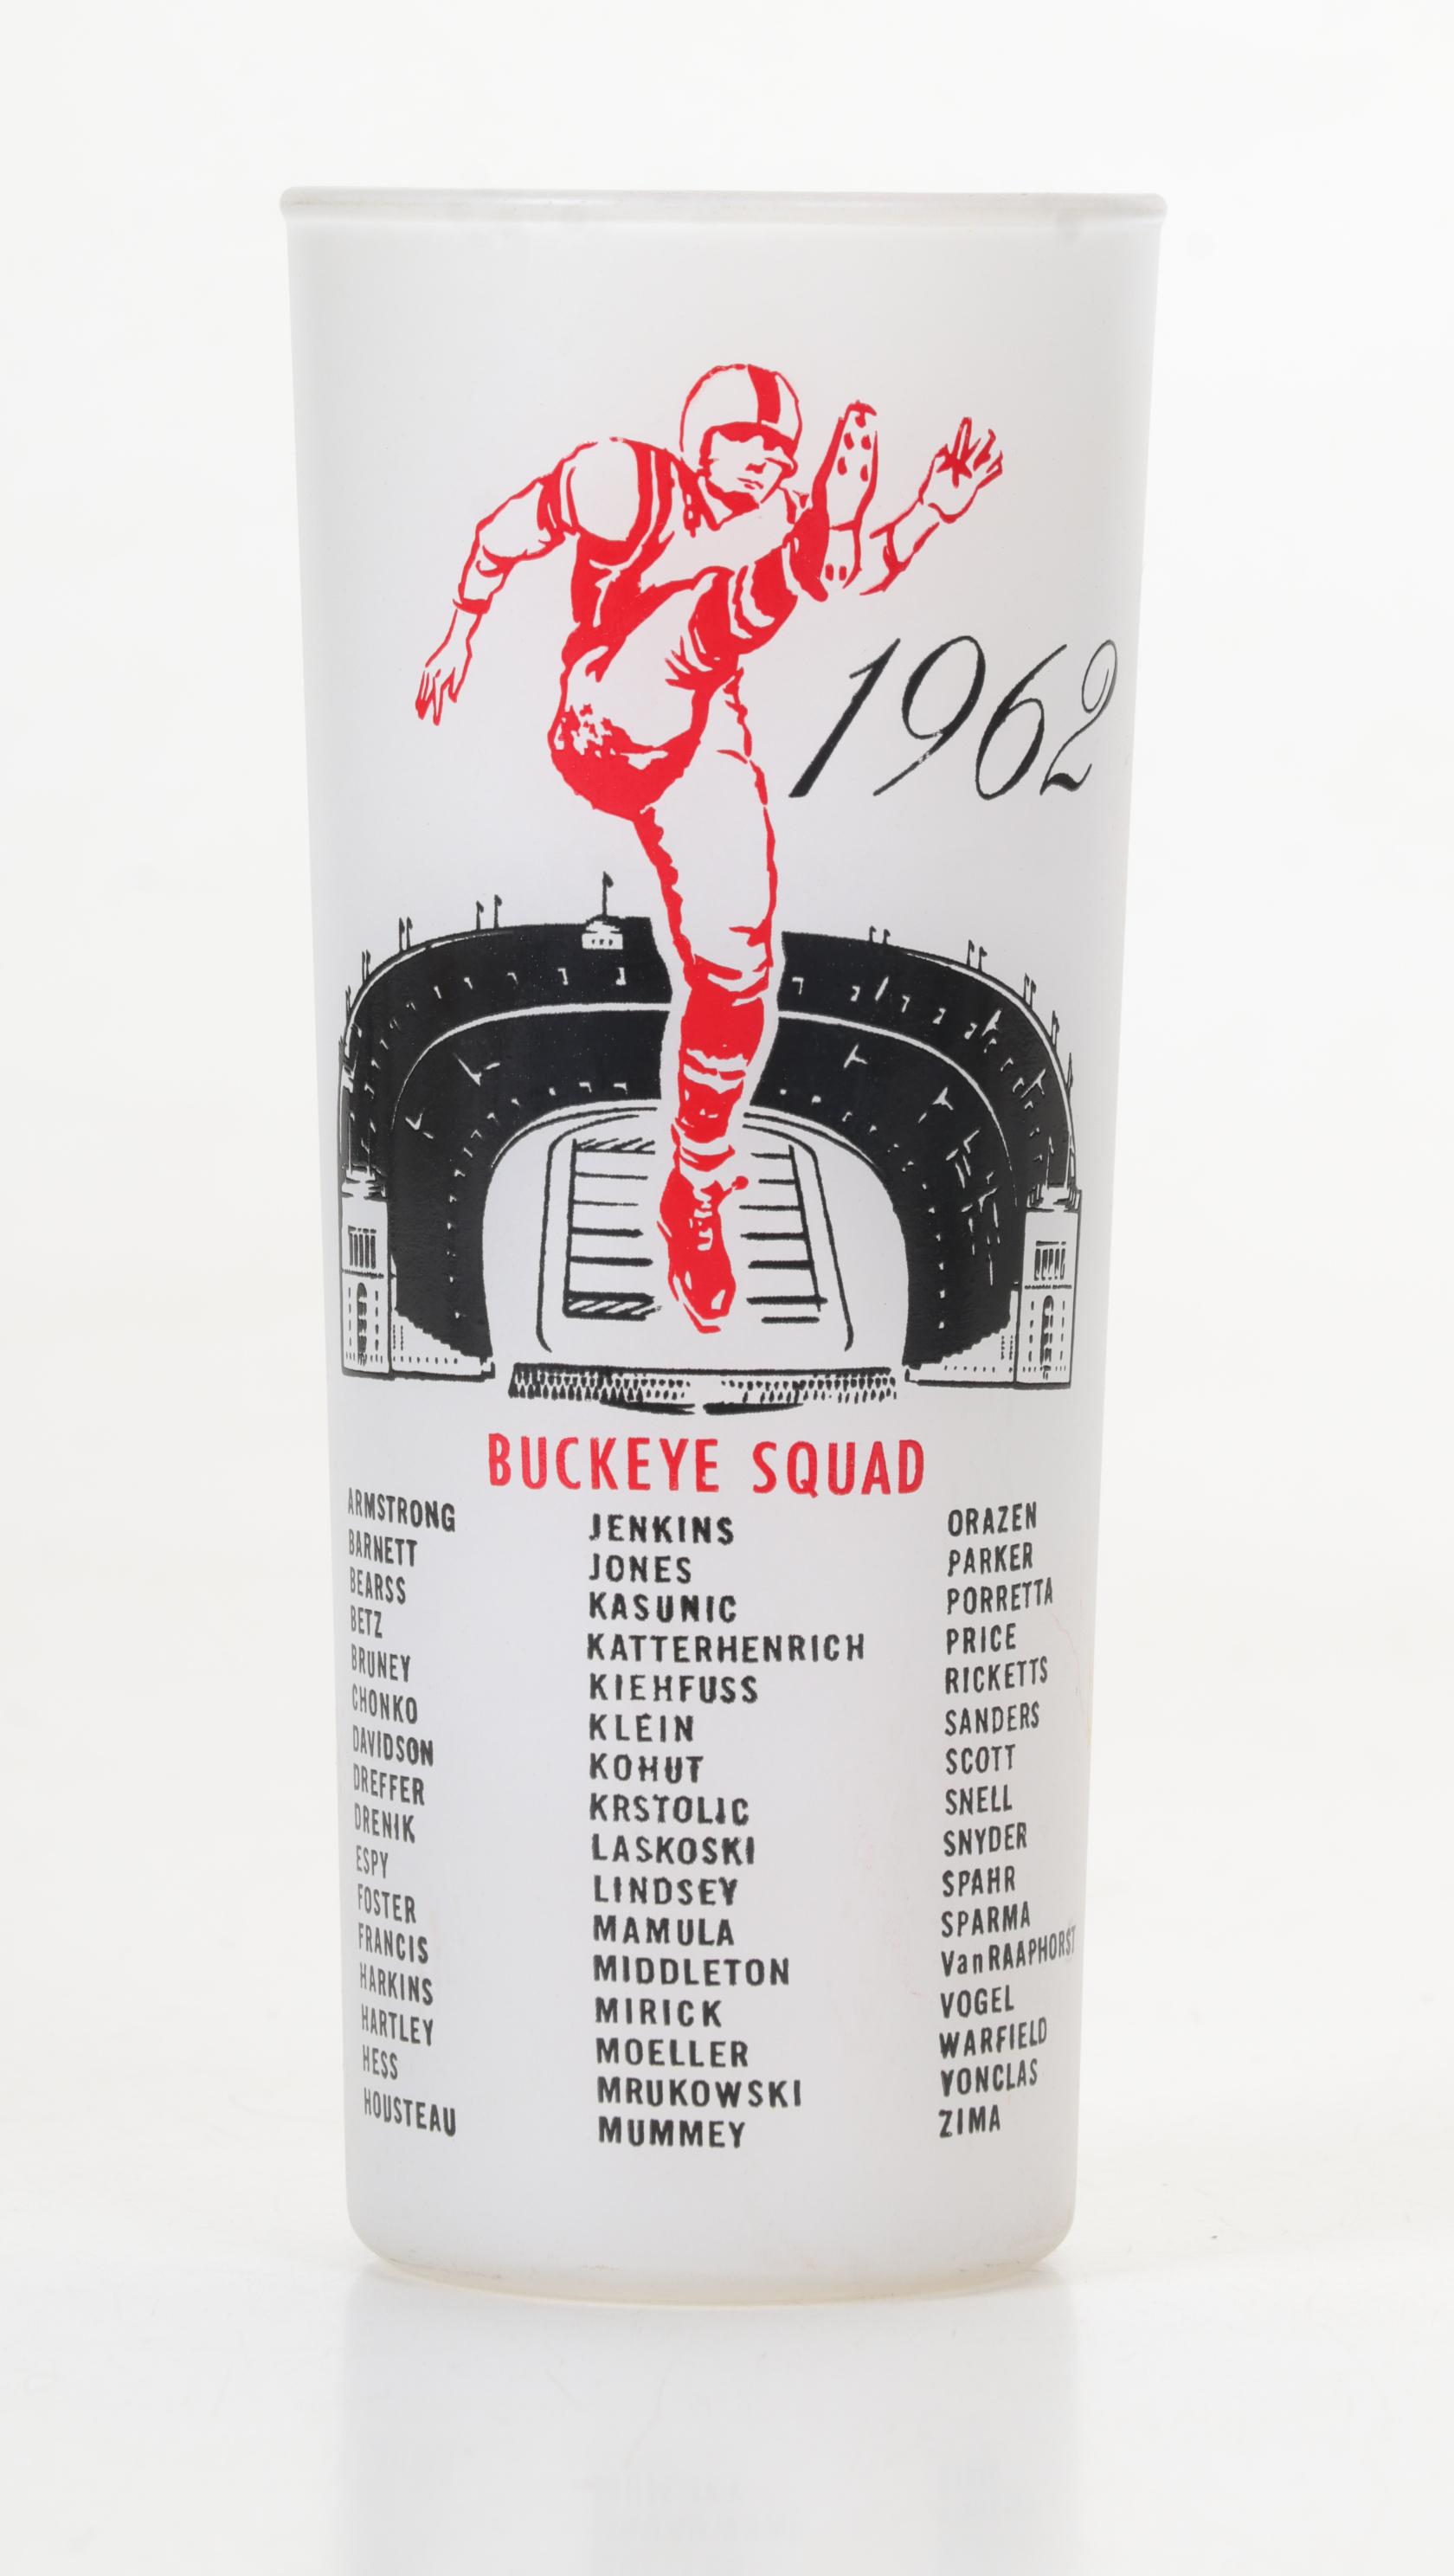 1962
BUCKEYE SQUAD
ARMSTRONG
BARNETT
BEARSS
BETZ
BRUNEY
CHONKO
DAVIDSON
DREFFER
DRENIK
ESPY
FOSTER
FRANCIS
HARKINS
HARTLEY
HESS
HOUSTEAU
JENKINS
JONES
KASUNIC
KATTERHENRICH
KIEHFUSS
KLEIN
KOHUT
KRSTOLIC
LASKOSKI
LINDSEY
MAMULA
MIDDLETON
MIRICK
MOELLER
MRUKOWSKI
MUMMEY
ORAZEN
PARKER
PORRETTA
PRICE
RICKETTS
SANDERS
SCOTT
SNELL
SNYDER
SPAHR
SPARMA
VanRAAPHORST
VOGEL
WARFIELD
YONCLAS
ZIMA